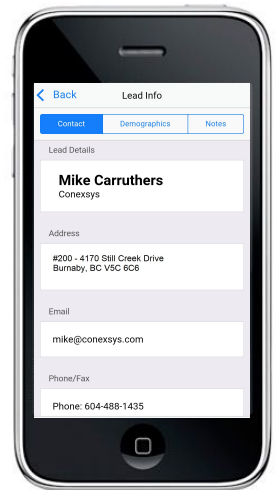 Back
Lead Info
Contact
Demographics
Notes
Lead Details
Mike Carruthers
Conexsys
Address
#200 - 4170 Still Creek Drive
Burnaby, BC V5C 6C6
Email
mike@conexsys.com
Phone/Fax
Phone: 604-488-1435